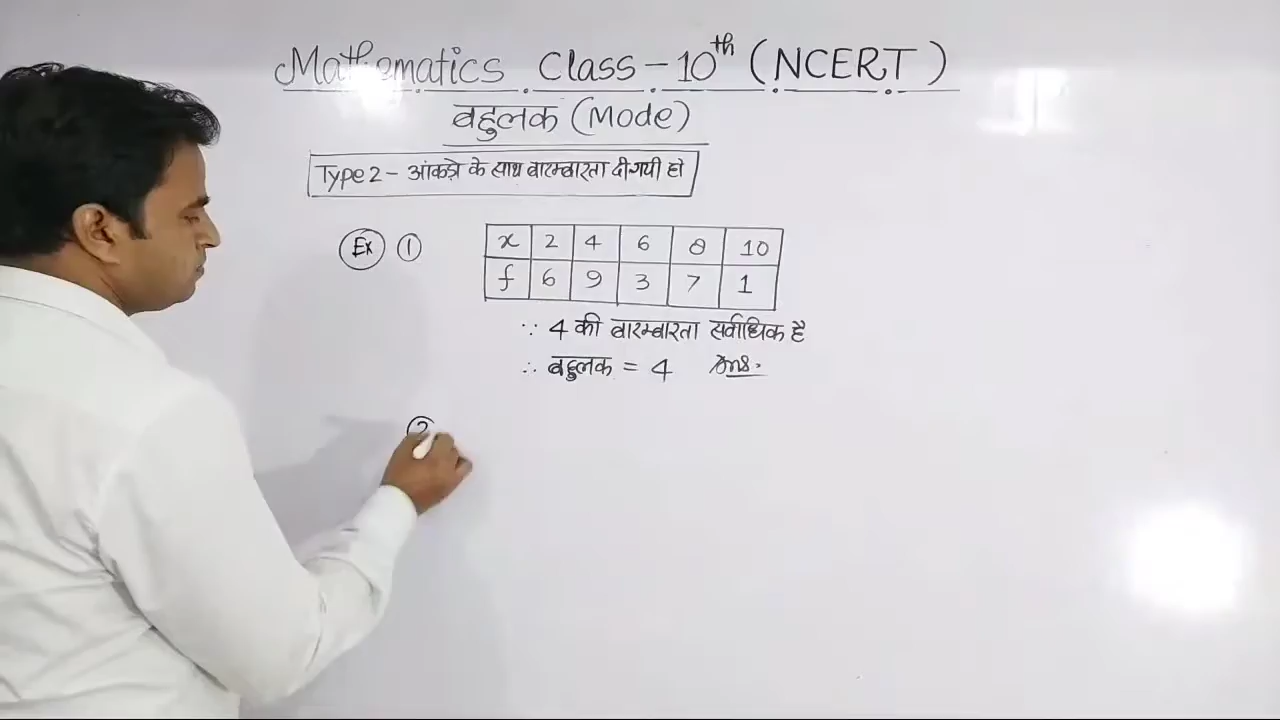 Mathematics Class-10th (NCERT)
बहुलक (Mode)
Type 2 - आंकड़ो के साथ बारम्बारता दी गयी हो
Ex 1
x 2 4 6 8 10
f 6 9 3 7 1
∵ 4 की बारम्बारता सर्वाधिक है
∴ बहुलक = 4 Ans.
2